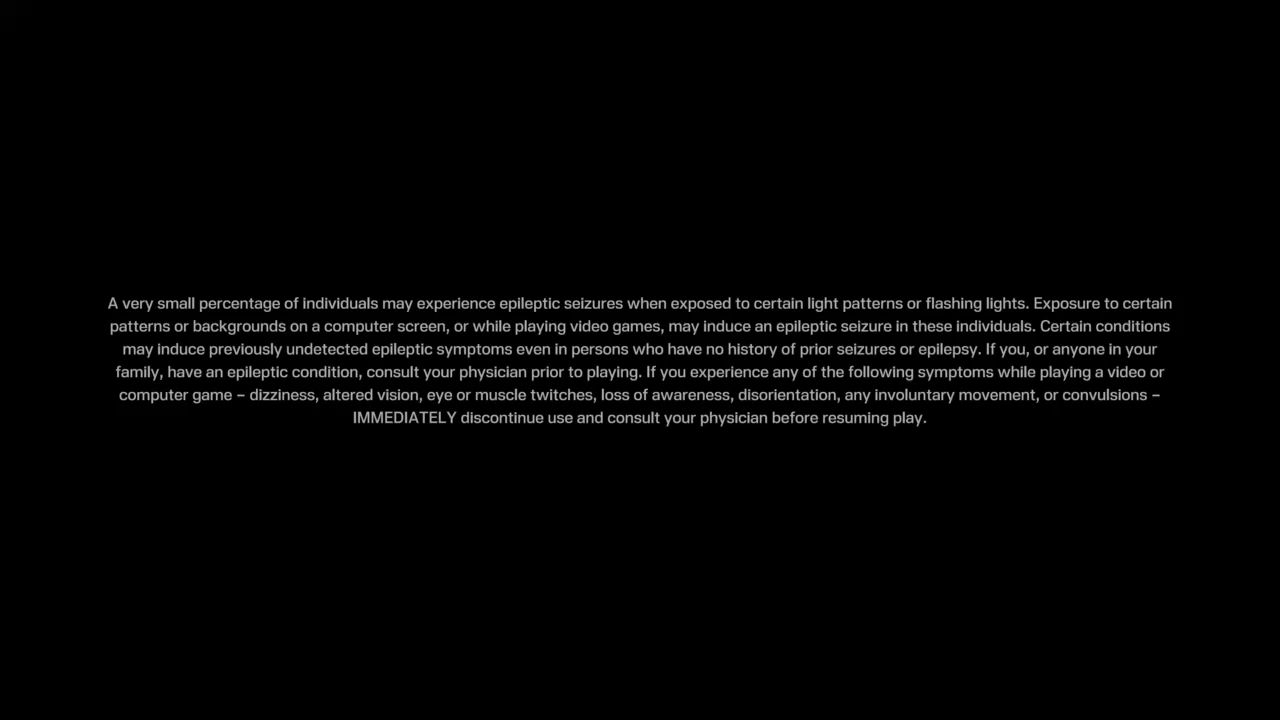 A very small percentage of individuals may experience epileptic seizures when exposed to certain light patterns or flashing lights. Exposure to certain
patterns or backgrounds on a computer screen, or while playing video games, may induce an epileptic seizure in these individuals. Certain conditions
may induce previously undetected epileptic symptoms even in persons who have no history of prior seizures or epilepsy. If you, or anyone in your
family, have an epileptic condition, consult your physician prior to playing. If you experience any of the following symptoms while playing a video or
computer game – dizziness, altered vision, eye or muscle twitches, loss of awareness, disorientation, any involuntary movement, or convulsions –
IMMEDIATELY discontinue use and consult your physician before resuming play.